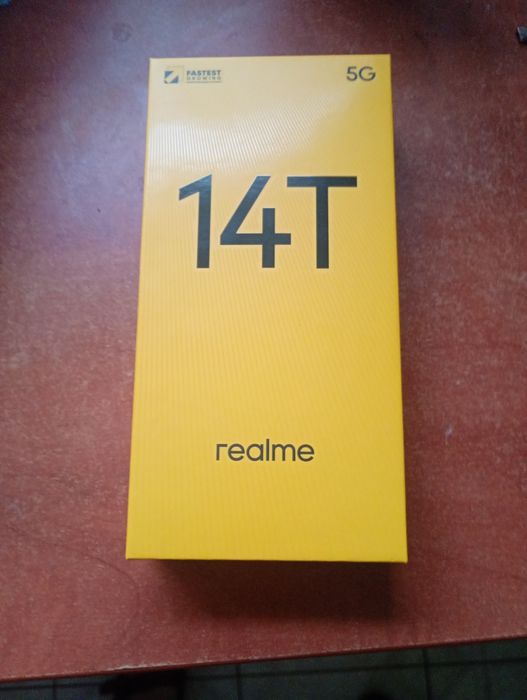 FASTEST
GROWING
5G
14T
realme